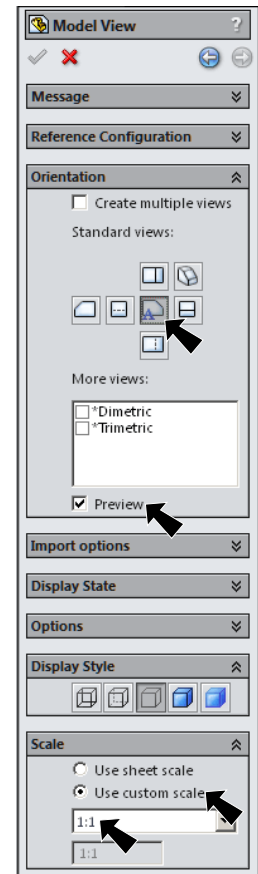 Model View ?
Message
Reference Configuration
Orientation
Create multiple views
Standard views:
A
More views:
*Dimetric
*Trimetric
Preview
Import options
Display State
Options
Display Style
Scale
Use sheet scale
Use custom scale
1:1
1:1